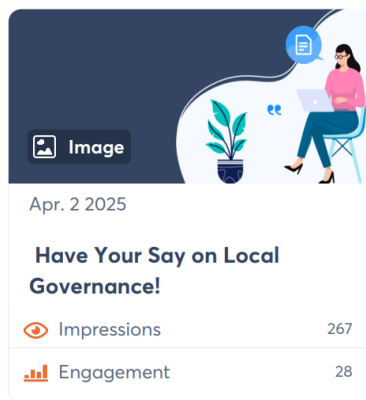 Image
Apr. 2 2025
Have Your Say on Local
Governance!
Impressions 267
Engagement 28